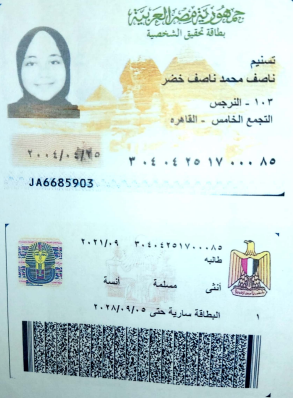 جمهورية مصر العربية
بطاقة تحقيق الشخصية
تسنيم
ناصف محمد ناصف خضر
١٠٣ - النرجس
التجمع الخامس - القاهره
٢٠٠٤/٠٤/٢٥
٣٠٤٠٤٢٥١٧٠٠٠٨٥
JA6685903
٢٠٢١/٠٩ ٣٠٤٠٤٢٥١٧٠٠٠٨٥
طالبه
أنثى مسلمة آنسة
البطاقة سارية حتى ٢٠٢٨/٠٩/٠٥
١